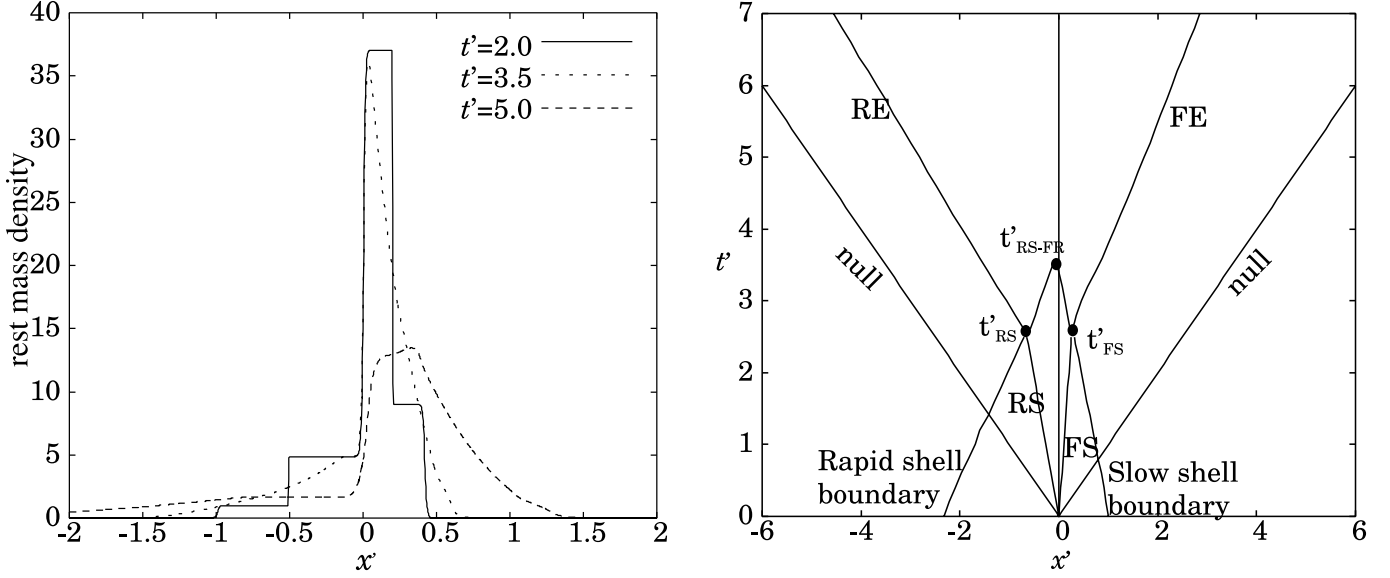 rest mass density
40
35
30
25
20
15
10
5
0
-2
-1.5
-1
-0.5
0
0.5
1
1.5
2
x'
t'=2.0
t'=3.5
t'=5.0
t'
7
6
5
4
3
2
1
0
-6
-4
-2
0
2
4
6
x'
RE
FE
null
null
t'RS-FR
t'RS
t'FS
RS
FS
Rapid shell
boundary
Slow shell
boundary